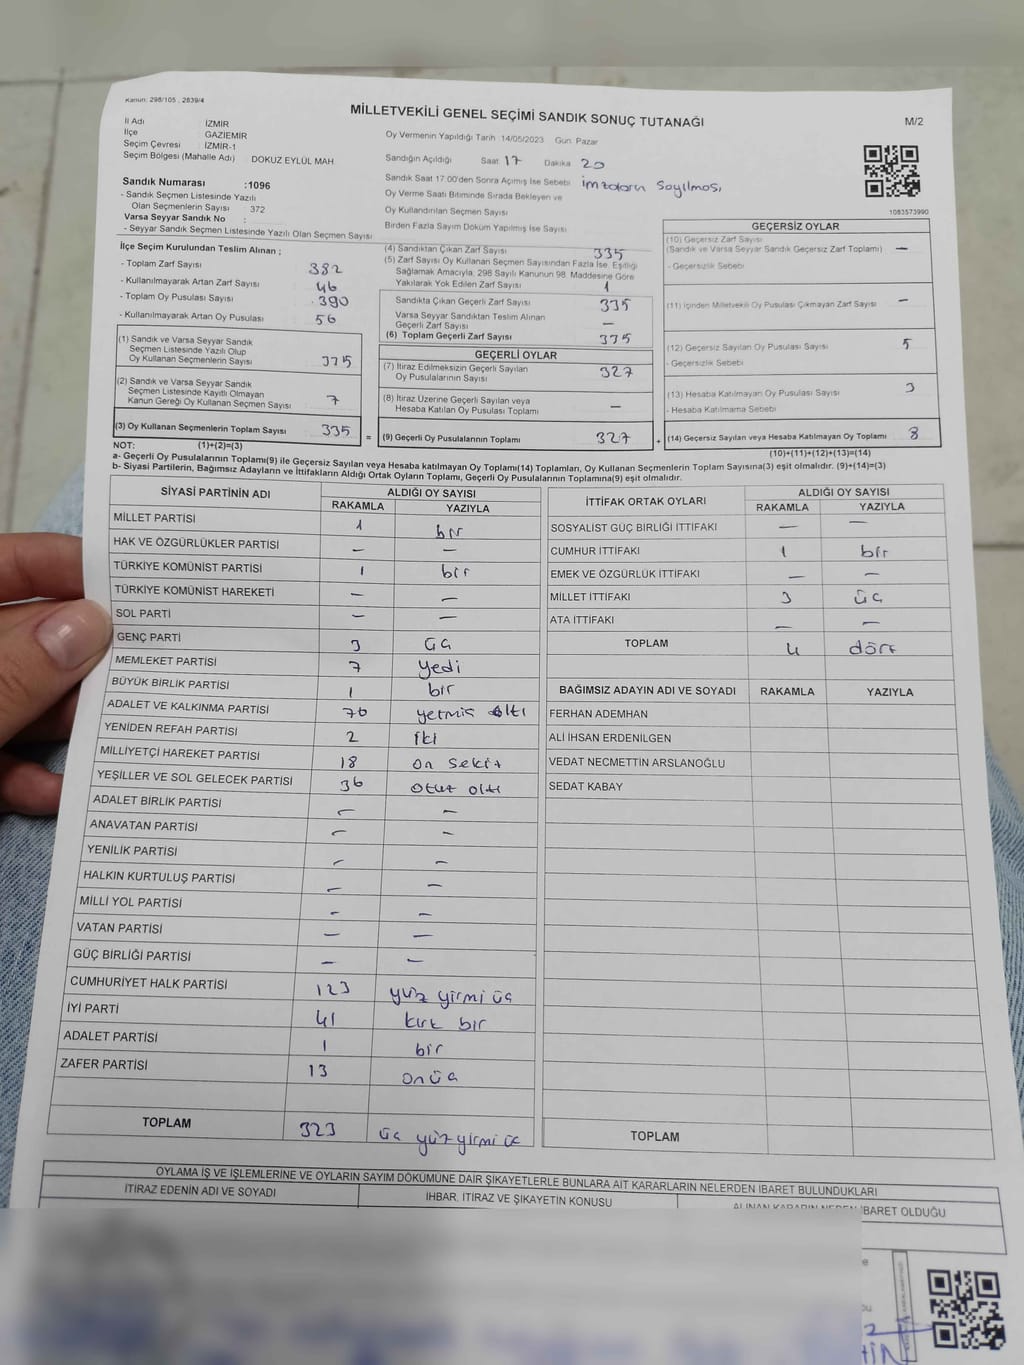 Kanun: 298/105 , 2839/4
MİLLETVEKİLİ GENEL SEÇİMİ SANDIK SONUÇ TUTANAĞI
M/2
İl Adı : İZMİR
İlçe GAZİEMİR
Seçim Çevresi : İZMİR-1
Seçim Bölgesi (Mahalle Adı) : DOKUZ EYLÜL MAH
Sandık Numarası :1096
- Sandık Seçmen Listesinde Yazılı
Olan Seçmenlerin Sayısı : 372
Varsa Seyyar Sandık No :
- Seyyar Sandık Seçmen Listesinde Yazılı Olan Seçmen Sayısı
Oy Vermenin Yapıldığı Tarih :14/05/2023 Gün: Pazar
Sandığın Açıldığı Saat 17 Dakika 20
Sandık Saat 17:00'den Sonra Açılmış İse Sebebi imzaların sayılması
Oy Verme Saati Bitiminde Sırada Bekleyen ve
Oy Kullandırılan Seçmen Sayısı
Birden Fazla Sayım Döküm Yapılmış İse Sayısı
1083573990
İlçe Seçim Kurulundan Teslim Alınan ;
- Toplam Zarf Sayısı 382
- Kullanılmayarak Artan Zarf Sayısı : 46
- Toplam Oy Pusulası Sayısı : 390
- Kullanılmayarak Artan Oy Pusulası : 56
(1) Sandık ve Varsa Seyyar Sandık
Seçmen Listesinde Yazılı Olup
Oy Kullanan Seçmenlerin Sayısı
(2) Sandık ve Varsa Seyyar Sandık
Seçmen Listesinde Kayıtlı Olmayan
Kanun Gereği Oy Kullanan Seçmen Sayısı 7
(3) Oy Kullanan Seçmenlerin Toplam Sayısı 335
(4) Sandıktan Çıkan Zarf Sayısı 335
(5) Zarf Sayısı Oy Kullanan Seçmen Sayısından Fazla İse, Eşitliği
Sağlamak Amacıyla, 298 Sayılı Kanunun 98. Maddesine Göre
Yakılarak Yok Edilen Zarf Sayısı 1
Sandıkta Çıkan Geçerli Zarf Sayısı 335
Varsa Seyyar Sandıktan Teslim Alınan
Geçerli Zarf Sayısı —
(6) Toplam Geçerli Zarf Sayısı 335
GEÇERLİ OYLAR
(7) İtiraz Edilmeksizin Geçerli Sayılan
Oy Pusulalarının Sayısı 327
(8) İtiraz Üzerine Geçerli Sayılan veya
Hesaba Katılan Oy Pusulası Toplamı —
= (9) Geçerli Oy Pusulalarının Toplamı 327 +
GEÇERSİZ OYLAR
(10) Geçersiz Zarf Sayısı
(Sandık ve Varsa Seyyar Sandık Geçersiz Zarf Toplamı) —
- Geçersizlik Sebebi
(11) İçinden Milletvekili Oy Pusulası Çıkmayan Zarf Sayısı —
(12) Geçersiz Sayılan Oy Pusulası Sayısı 5
- Geçersizlik Sebebi
(13) Hesaba Katılmayan Oy Pusulası Sayısı 3
- Hesaba Katılmama Sebebi
(14) Geçersiz Sayılan veya Hesaba Katılmayan Oy Toplamı 8
NOT: (1)+(2)=(3)
(10)+(11)+(12)+(13)=(14)
a- Geçerli Oy Pusulalarının Toplamı(9) ile Geçersiz Sayılan veya Hesaba katılmayan Oy Toplamı(14) Toplamları, Oy Kullanan Seçmenlerin Toplam Sayısına(3) eşit olmalıdır. (9)+(14)=(3)
b- Siyasi Partilerin, Bağımsız Adayların ve İttifakların Aldığı Ortak Oyların Toplamı, Geçerli Oy Pusulalarının Toplamına(9) eşit olmalıdır.
SİYASİ PARTİNİN ADI ALDIĞI OY SAYISI
RAKAMLA YAZIYLA
MİLLET PARTİSİ 1 bir
HAK VE ÖZGÜRLÜKLER PARTİSİ — —
TÜRKİYE KOMÜNİST PARTİSİ 1 bir
TÜRKİYE KOMÜNİST HAREKETİ — —
SOL PARTİ — —
GENÇ PARTİ 3 üç
MEMLEKET PARTİSİ 7 yedi
BÜYÜK BİRLİK PARTİSİ 1 bir
ADALET VE KALKINMA PARTİSİ 76 yetmiş altı
YENİDEN REFAH PARTİSİ 2 iki
MİLLİYETÇİ HAREKET PARTİSİ 18 on sekiz
YEŞİLLER VE SOL GELECEK PARTİSİ 36 otuz altı
ADALET BİRLİK PARTİSİ — —
ANAVATAN PARTİSİ — —
YENİLİK PARTİSİ — —
HALKIN KURTULUŞ PARTİSİ — —
MİLLİ YOL PARTİSİ — —
VATAN PARTİSİ — —
GÜÇ BİRLİĞİ PARTİSİ — —
CUMHURİYET HALK PARTİSİ 123 yüz yirmi üç
İYİ PARTİ 41 kırk bir
ADALET PARTİSİ 1 bir
ZAFER PARTİSİ 13 onüç
TOPLAM 323 üç yüz yirmi üç
İTTİFAK ORTAK OYLARI ALDIĞI OY SAYISI
RAKAMLA YAZIYLA
SOSYALİST GÜÇ BİRLİĞİ İTTİFAKI — —
CUMHUR İTTİFAKI 1 bir
EMEK VE ÖZGÜRLÜK İTTİFAKI — —
MİLLET İTTİFAKI 3 üç
ATA İTTİFAKI — —
TOPLAM 4 dört
BAĞIMSIZ ADAYIN ADI VE SOYADI RAKAMLA YAZIYLA
FERHAN ADEMHAN
ALİ İHSAN ERDENİLGEN
VEDAT NECMETTİN ARSLANOĞLU
SEDAT KABAY
TOPLAM
OYLAMA İŞ VE İŞLEMLERİNE VE OYLARIN SAYIM DÖKÜMÜNE DAİR ŞİKAYETLERLE BUNLARA AİT KARARLARIN NELERDEN İBARET BULUNDUKLARI
İTİRAZ EDENİN ADI VE SOYADI
İHBAR, İTİRAZ VE ŞİKAYETİN KONUSU
ALINAN KARARIN NEDEN İBARET OLDUĞU